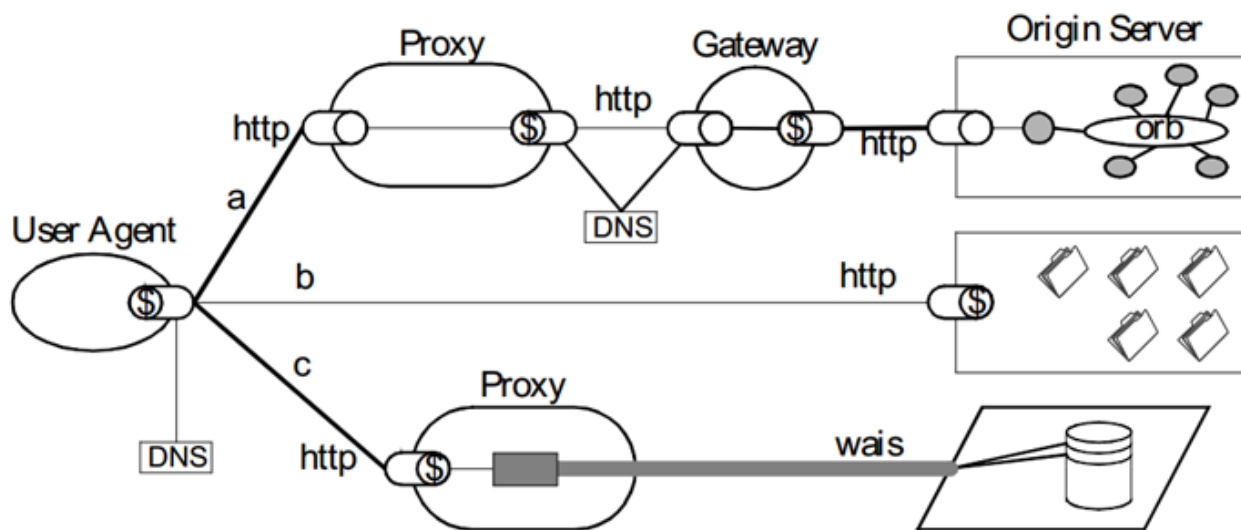 Proxy
Gateway
Origin Server
http
$
http
$
http
orb
a
DNS
User Agent
$
b
http
$
c
Proxy
DNS
http
$
wais